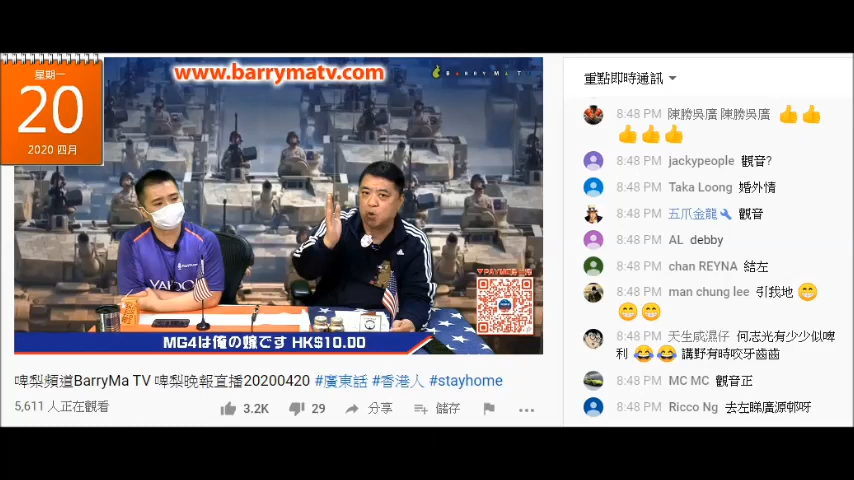 星期一
20
2020 四月
www.barrymatv.com
BARRYMAT
YAHOO
MG4は俺の嫁です HK$10.00
啤梨頻道BarryMa TV 啤梨晚報直播20200420 #廣東話 #香港人 #stayhome
5,611 人正在觀看
3.2K
29
分享
儲存
重點即時通訊
8:48 PM 陳勝吳廣 陳勝吳廣 👍👍
👍👍👍
8:48 PM jackypeople 觀音?
8:48 PM Taka Loong 婚外情
8:48 PM 五爪金龍 觀音
8:48 PM AL debby
8:48 PM chan REYNA 結左
8:48 PM man chung lee 引我地 😁
😁😁
8:48 PM 天生咸濕仔 何志光有少少似啤
利 😂😂 講野有時咬牙齒齒
8:48 PM MC MC 觀音正
8:48 PM Ricco Ng 去左睇廣源邨呀